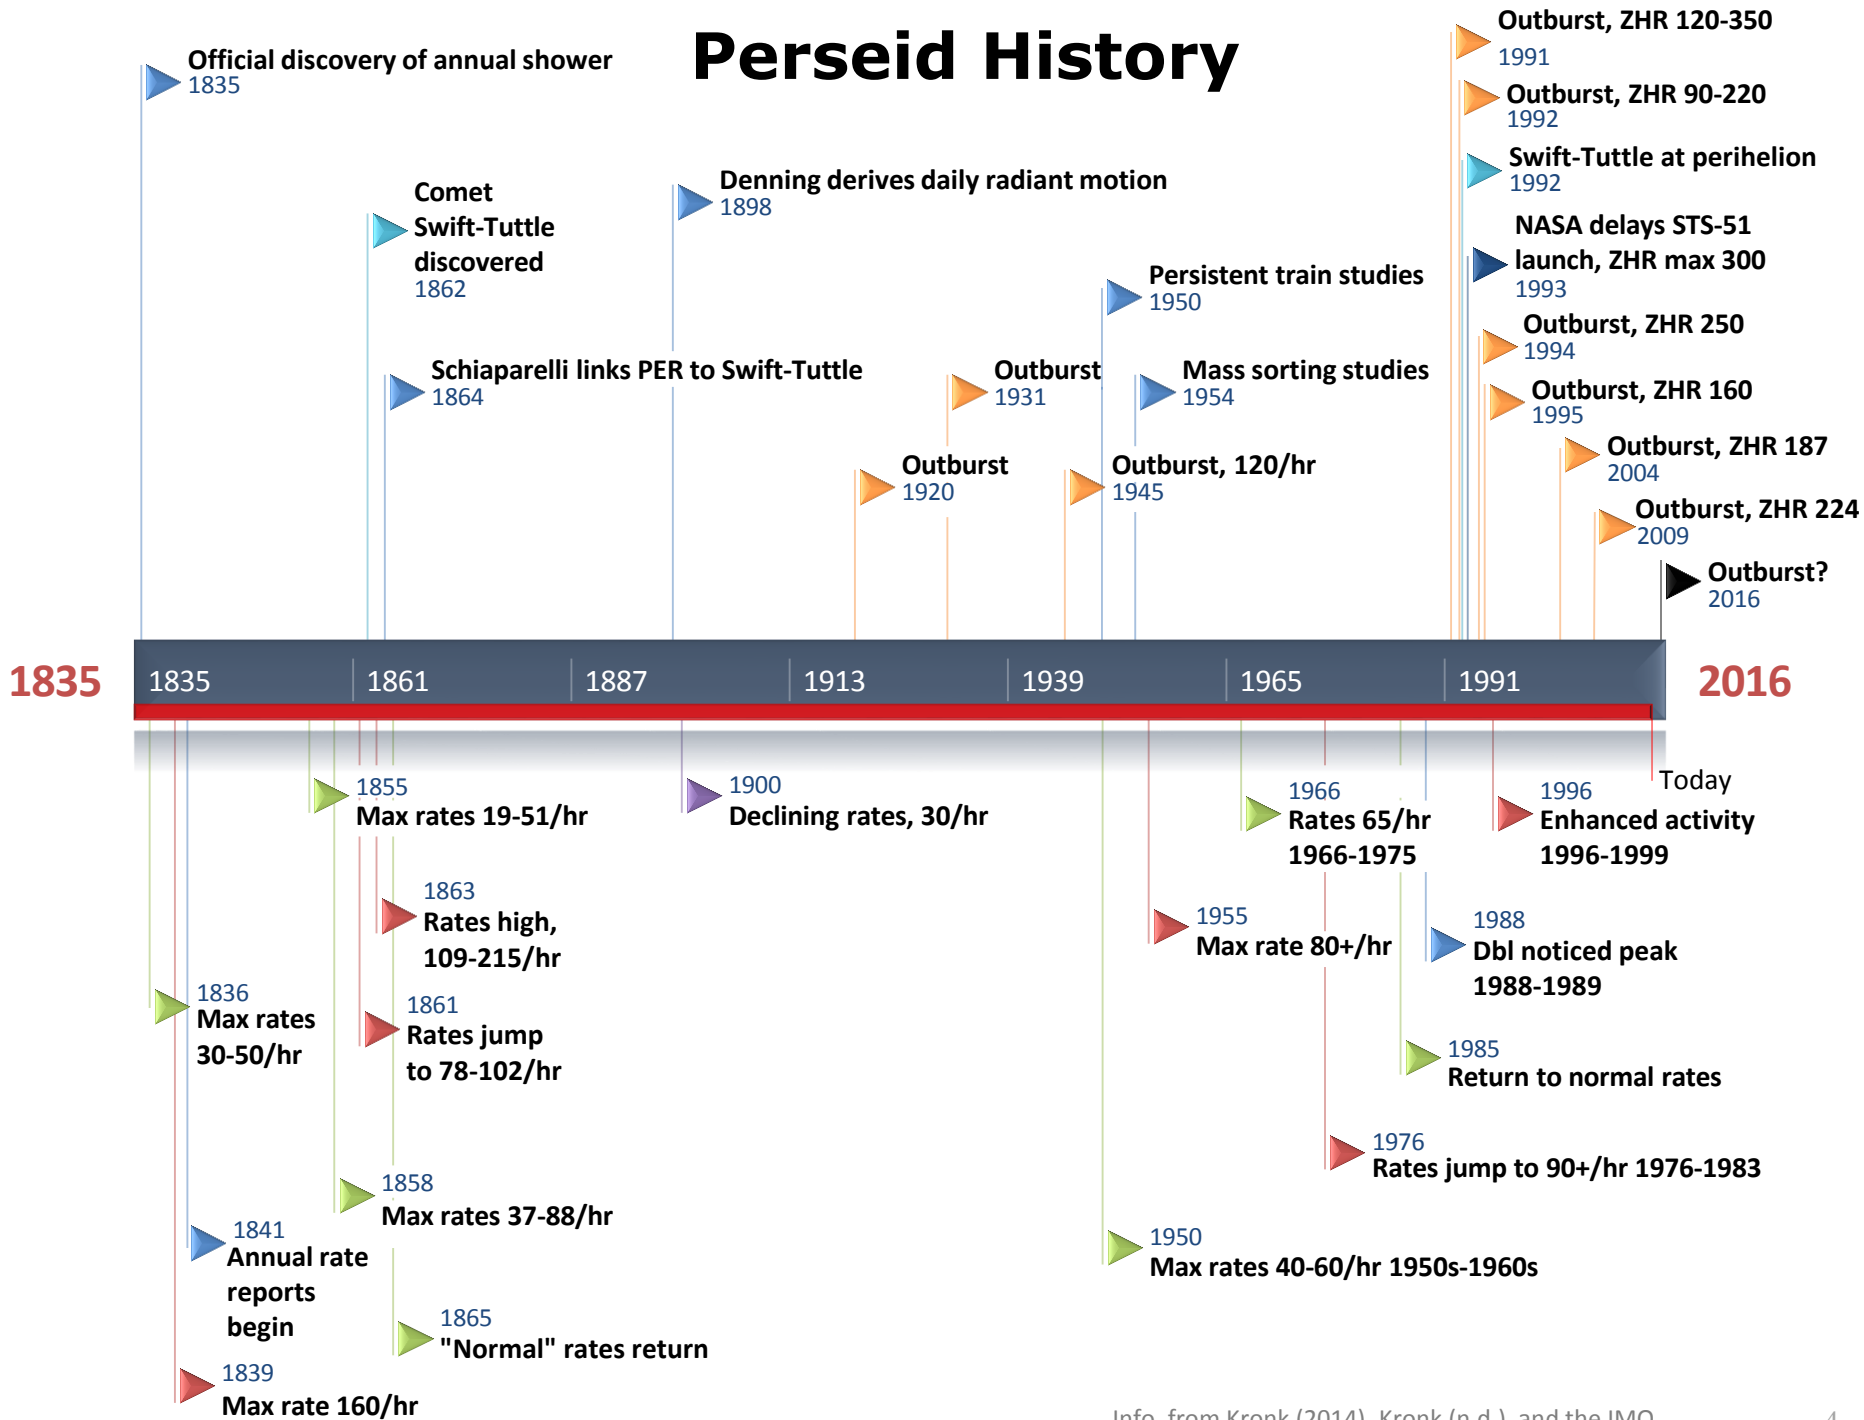 Perseid History
Official discovery of annual shower
1835
Comet
Swift-Tuttle
discovered
1862
Schiaparelli links PER to Swift-Tuttle
1864
Denning derives daily radiant motion
1898
Outburst
1920
Outburst
1931
Outburst, 120/hr
1945
Persistent train studies
1950
Mass sorting studies
1954
Outburst, ZHR 120-350
1991
Outburst, ZHR 90-220
1992
Swift-Tuttle at perihelion
1992
NASA delays STS-51
launch, ZHR max 300
1993
Outburst, ZHR 250
1994
Outburst, ZHR 160
1995
Outburst, ZHR 187
2004
Outburst, ZHR 224
2009
Outburst?
2016
1835
1835
1861
1887
1913
1939
1965
1991
2016
Today
1855
Max rates 19-51/hr
1863
Rates high,
109-215/hr
1836
Max rates
30-50/hr
1861
Rates jump
to 78-102/hr
1858
Max rates 37-88/hr
1841
Annual rate
reports
begin
1865
"Normal" rates return
1839
Max rate 160/hr
1900
Declining rates, 30/hr
1966
Rates 65/hr
1966-1975
1996
Enhanced activity
1996-1999
1955
Max rate 80+/hr
1988
Dbl noticed peak
1988-1989
1985
Return to normal rates
1976
Rates jump to 90+/hr 1976-1983
1950
Max rates 40-60/hr 1950s-1960s
Info. from Kronk (2014), Kronk (n.d.), and the IMO
4